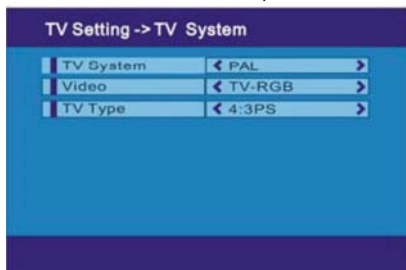 TV Setting -> TV System
TV System < PAL >
Video < TV-RGB >
TV Type < 4:3PS >